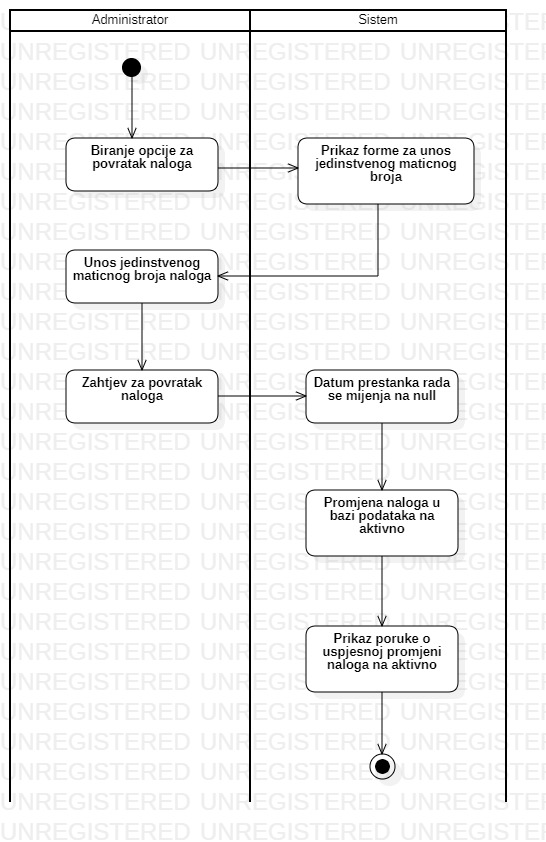 Administrator
Sistem
Biranje opcije za
povratak naloga
Prikaz forme za unos
jedinstvenog maticnog
broja
Unos jedinstvenog
maticnog broja naloga
Zahtjev za povratak
naloga
Datum prestanka rada
se mijenja na null
Promjena naloga u
bazi podataka na
aktivno
Prikaz poruke o
uspjesnoj promjeni
naloga na aktivno
UNREGISTERED